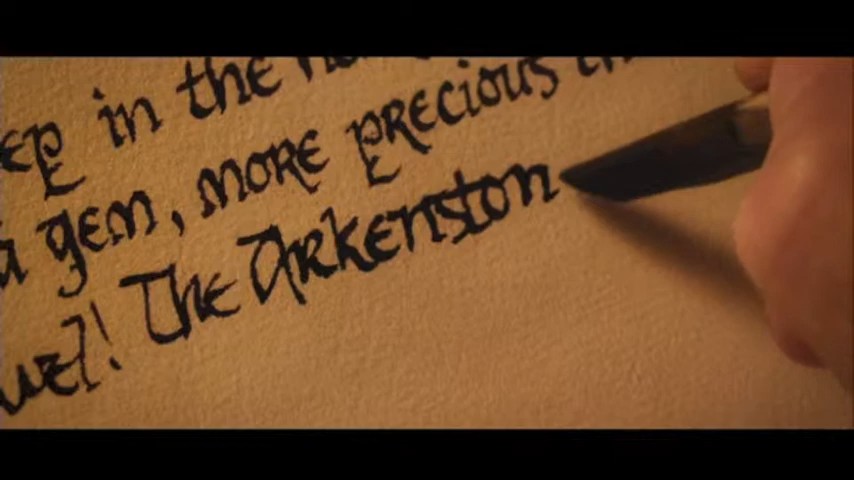 in the
a gem, more precious
! The Arkenston